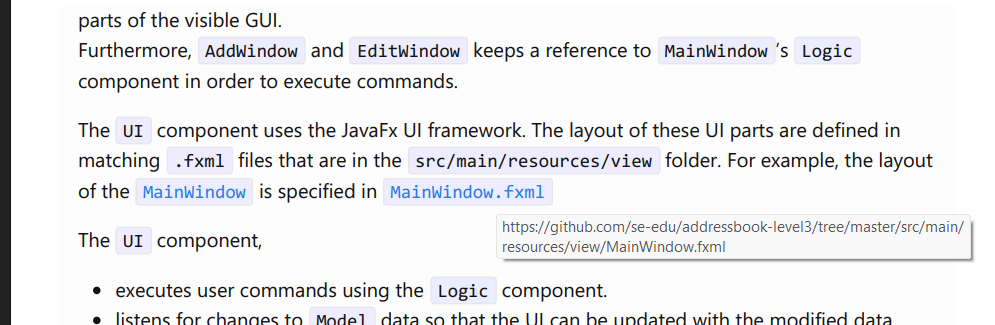 parts of the visible GUI.
Furthermore, AddWindow and EditWindow keeps a reference to MainWindow's Logic
component in order to execute commands.
The UI component uses the JavaFx UI framework. The layout of these UI parts are defined in
matching .fxml files that are in the src/main/resources/view folder. For example, the layout
of the MainWindow is specified in MainWindow.fxml
https://github.com/se-edu/addressbook-level3/tree/master/src/main/
resources/view/MainWindow.fxml
The UI component,
• executes user commands using the Logic component.
• listens for changes to Model data so that the UI can be updated with the modified data